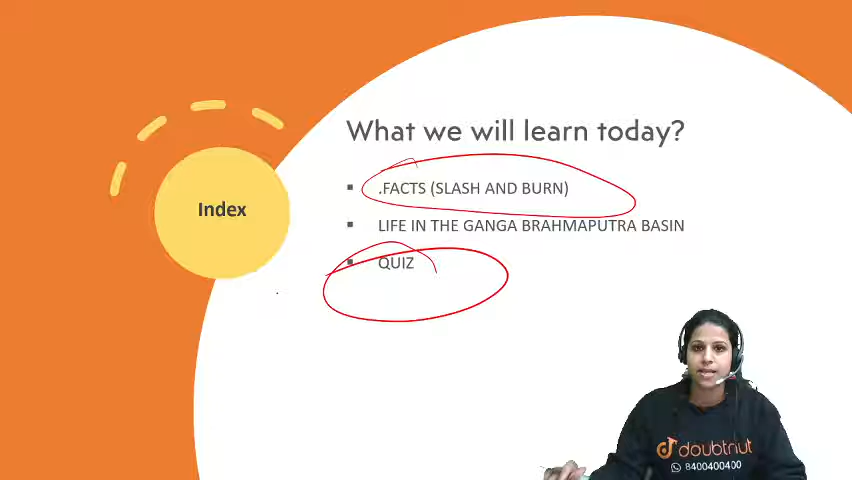 What we will learn today?
.FACTS (SLASH AND BURN)
Index
LIFE IN THE GANGA BRAHMAPUTRA BASIN
QUIZ
doubtnut
8400400400